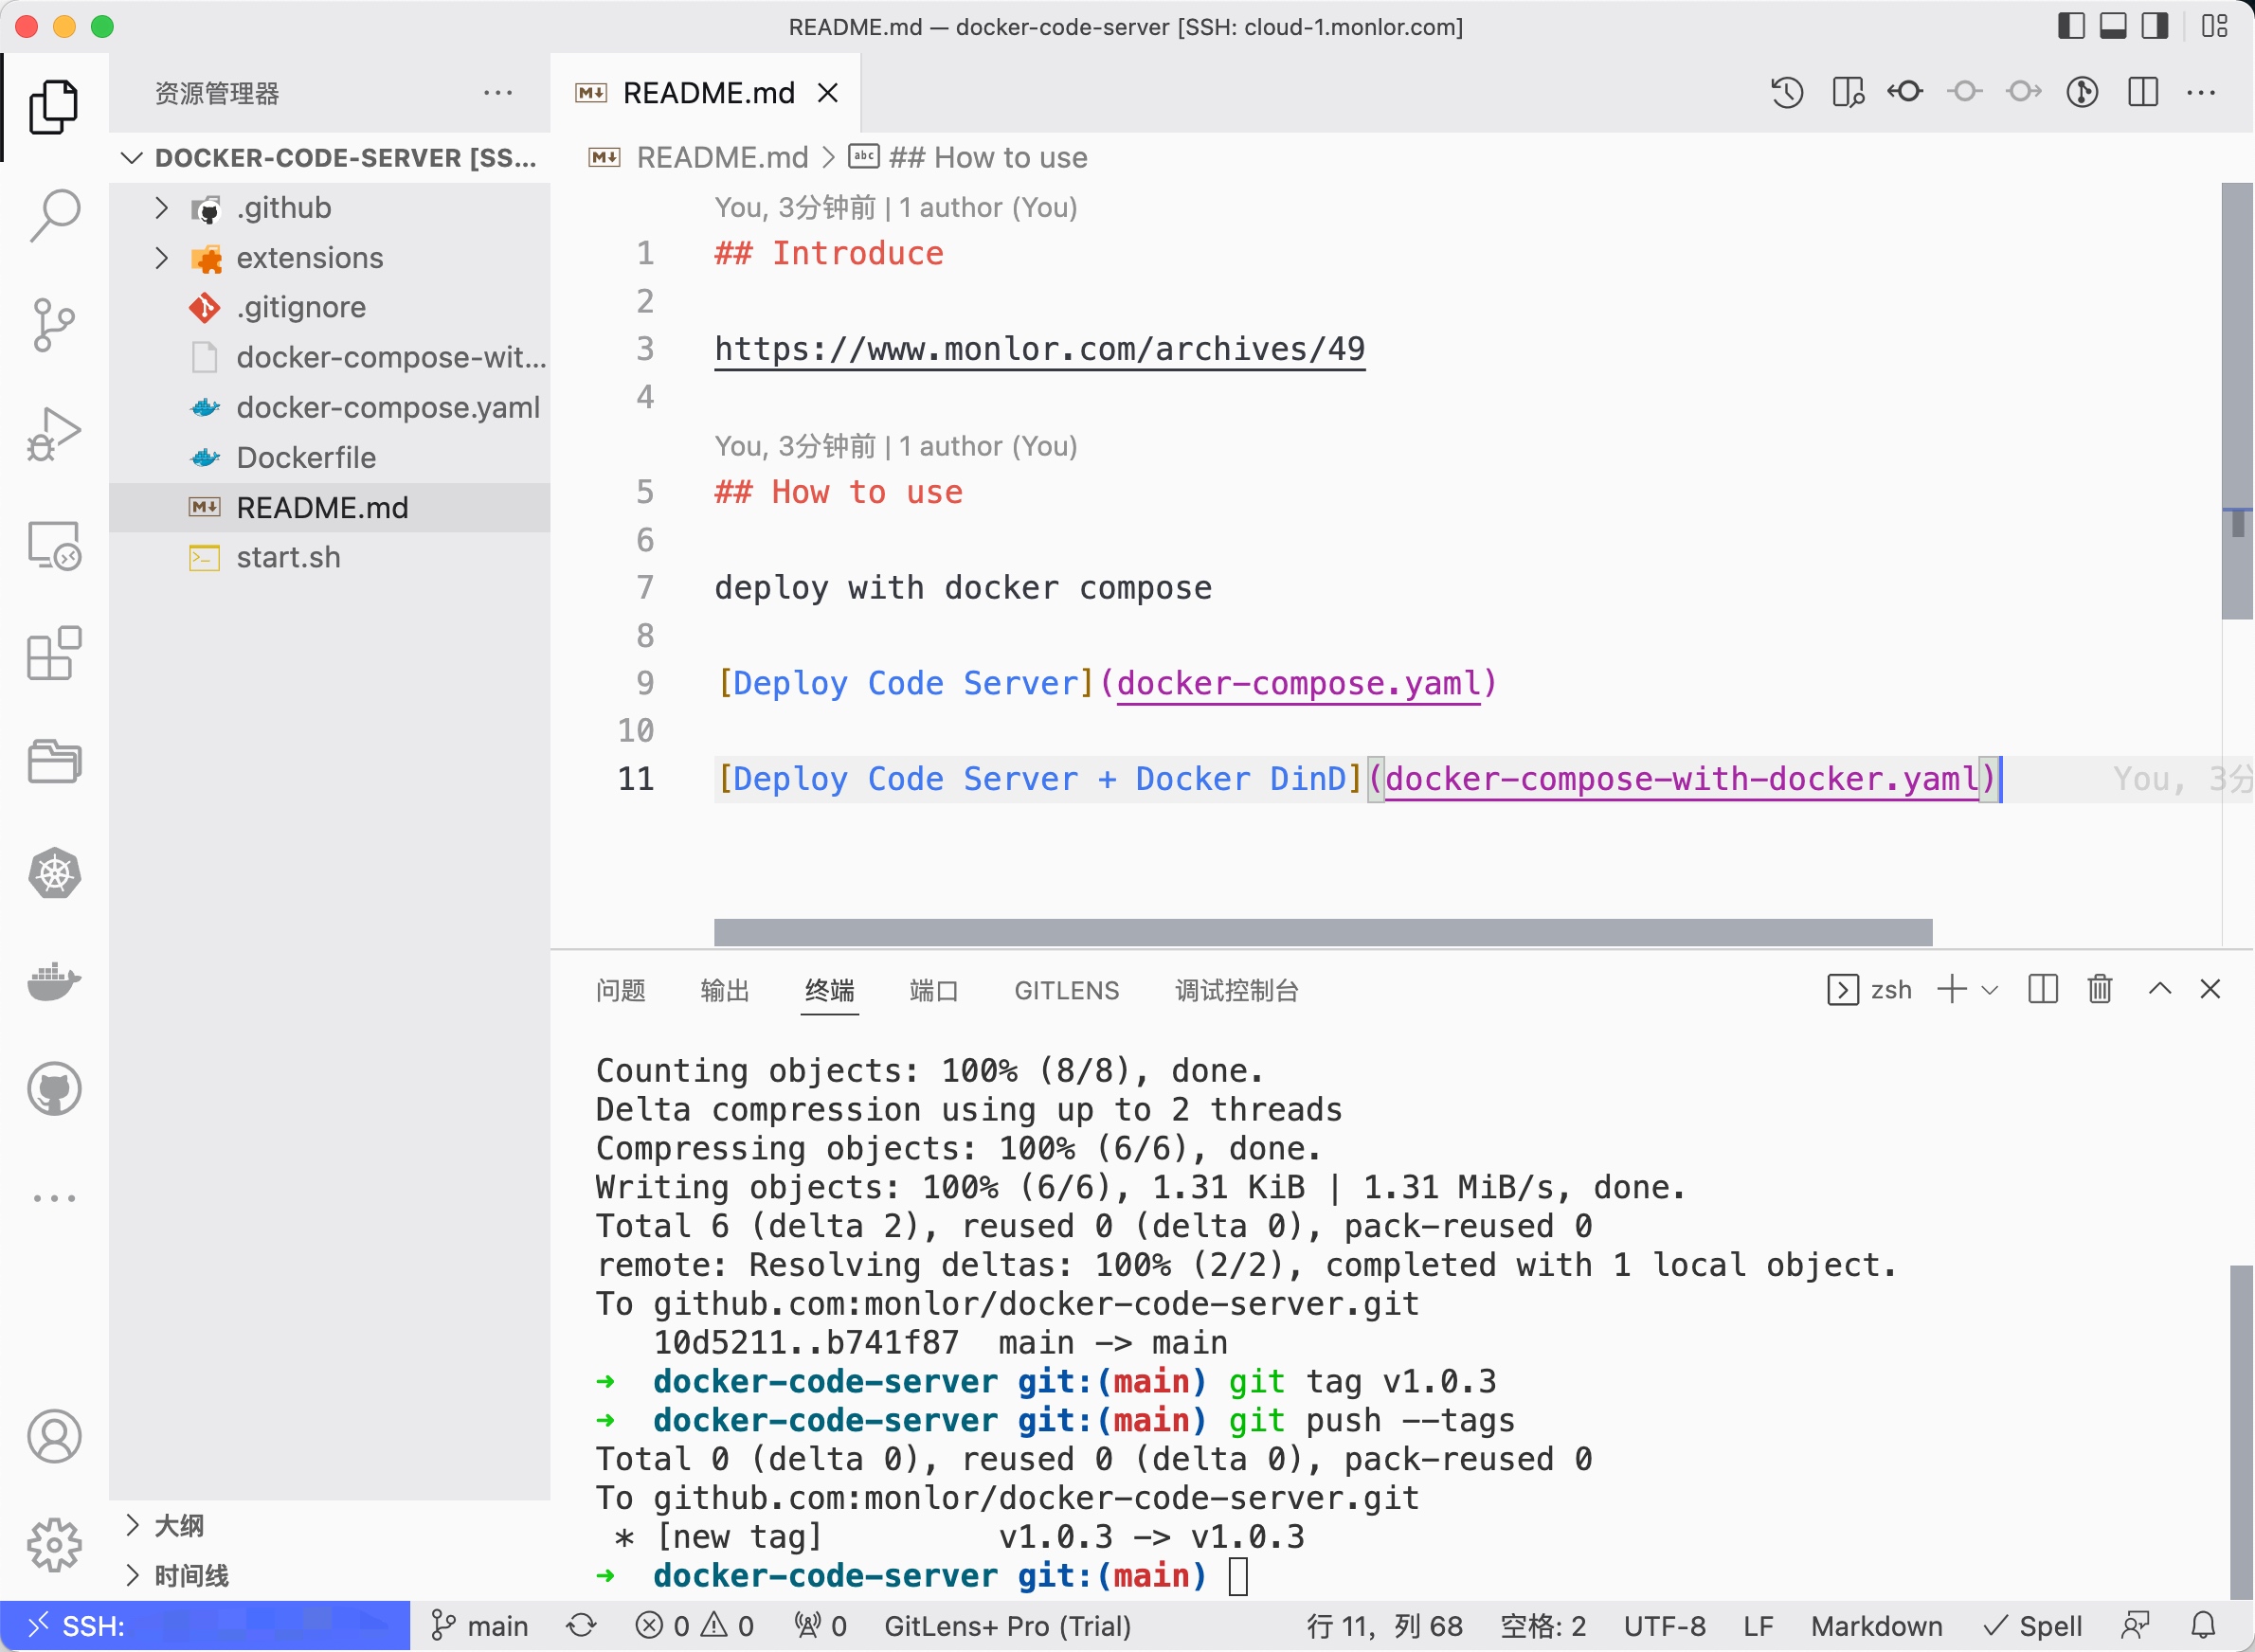 README.md — docker-code-server [SSH: cloud-1.monlor.com]
资源管理器
README.md
DOCKER-CODE-SERVER [SS...
README.md > ## How to use
.github
extensions
.gitignore
docker-compose-wit...
docker-compose.yaml
Dockerfile
README.md
start.sh
You, 3分钟前 | 1 author (You)
1 ## Introduce
2
3 https://www.monlor.com/archives/49
4
You, 3分钟前 | 1 author (You)
5 ## How to use
6
7 deploy with docker compose
8
9 [Deploy Code Server](docker-compose.yaml)
10
11 [Deploy Code Server + Docker DinD](docker-compose-with-docker.yaml) You, 3分
问题 输出 终端 端口 GITLENS 调试控制台 zsh
Counting objects: 100% (8/8), done.
Delta compression using up to 2 threads
Compressing objects: 100% (6/6), done.
Writing objects: 100% (6/6), 1.31 KiB | 1.31 MiB/s, done.
Total 6 (delta 2), reused 0 (delta 0), pack-reused 0
remote: Resolving deltas: 100% (2/2), completed with 1 local object.
To github.com:monlor/docker-code-server.git
10d5211..b741f87 main -> main
→ docker-code-server git:(main) git tag v1.0.3
→ docker-code-server git:(main) git push --tags
Total 0 (delta 0), reused 0 (delta 0), pack-reused 0
To github.com:monlor/docker-code-server.git
* [new tag] v1.0.3 -> v1.0.3
→ docker-code-server git:(main)
大纲
时间线
SSH: main 0 0 0 GitLens+ Pro (Trial) 行 11, 列 68 空格: 2 UTF-8 LF Markdown Spell